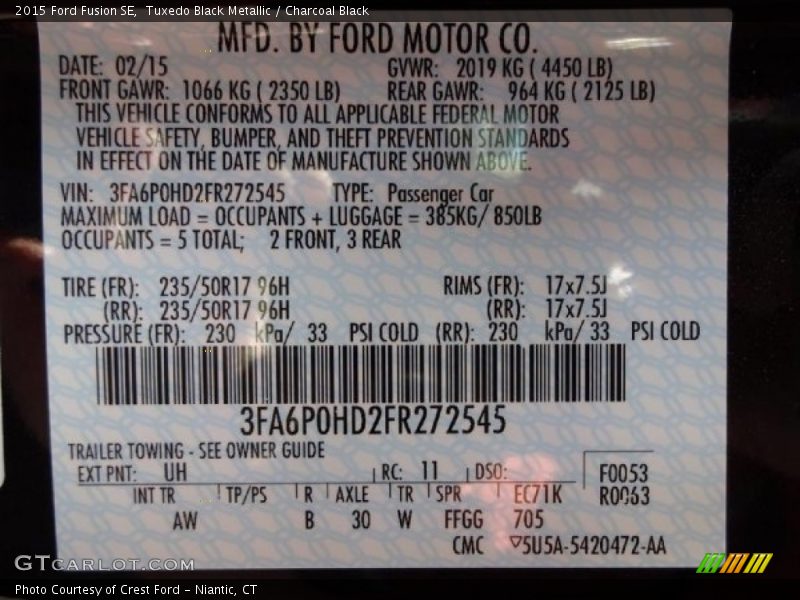 2015 Ford Fusion SE, Tuxedo Black Metallic / Charcoal Black
MFD. BY FORD MOTOR CO.
DATE: 02/15 GVWR: 2019 KG ( 4450 LB)
FRONT GAWR: 1066 KG ( 2350 LB) REAR GAWR: 964 KG ( 2125 LB)
THIS VEHICLE CONFORMS TO ALL APPLICABLE FEDERAL MOTOR
VEHICLE SAFETY, BUMPER, AND THEFT PREVENTION STANDARDS
IN EFFECT ON THE DATE OF MANUFACTURE SHOWN ABOVE.
VIN: 3FA6P0HD2FR272545 TYPE: Passenger Car
MAXIMUM LOAD = OCCUPANTS + LUGGAGE = 385KG/ 850LB
OCCUPANTS = 5 TOTAL; 2 FRONT, 3 REAR
TIRE (FR): 235/50R17 96H RIMS (FR): 17x7.5J
(RR): 235/50R17 96H (RR): 17x7.5J
PRESSURE (FR): 230 kPa/ 33 PSI COLD (RR): 230 kPa/ 33 PSI COLD
3FA6P0HD2FR272545
TRAILER TOWING - SEE OWNER GUIDE
EXT PNT: UH RC: 11 DSO: F0053
INT TR TP/PS R AXLE TR SPR EC71K R0063
AW B 30 W FFGG 705
CMC ▽5U5A-5420472-AA
GTCARLOT.COM
Photo Courtesy of Crest Ford - Niantic, CT